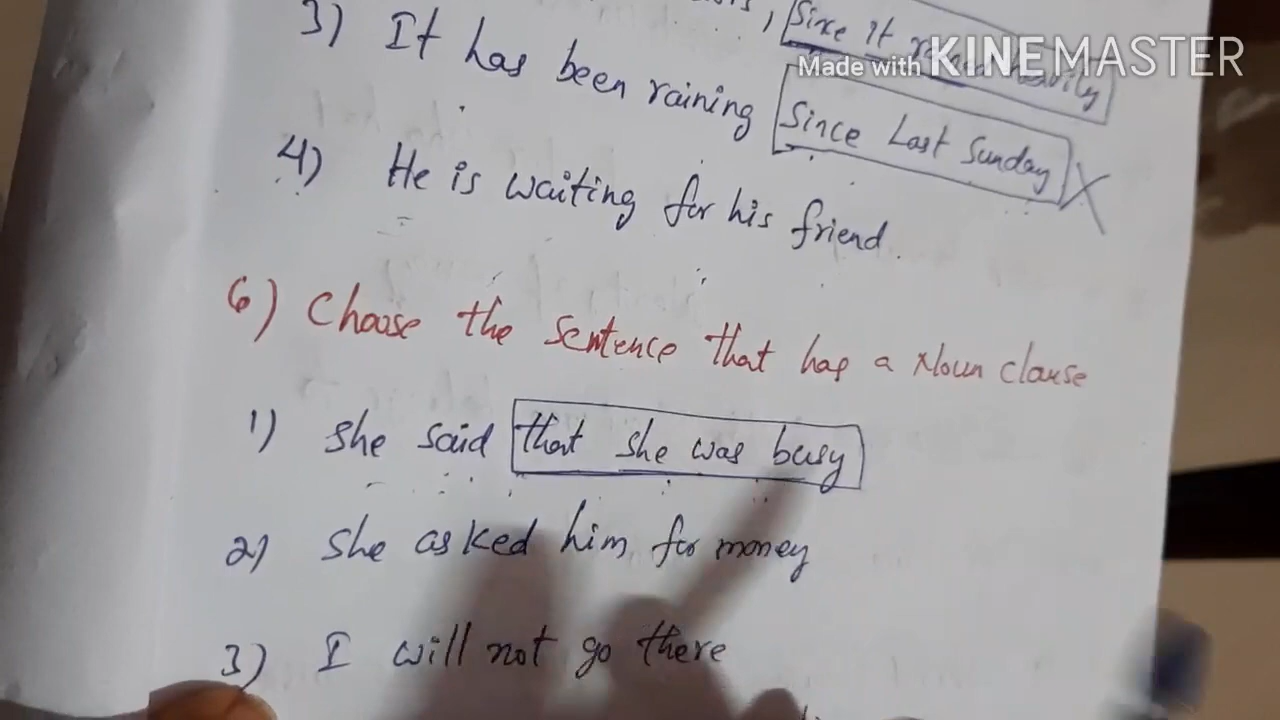 , Since it rained heavily
Made with KINEMASTER
3) It has been raining Since Last Sunday X
4) He is waiting for his friend.
6) Choose the sentence that has a Noun clause
1) She said that she was busy
2) She asked him for money
3) I will not go there